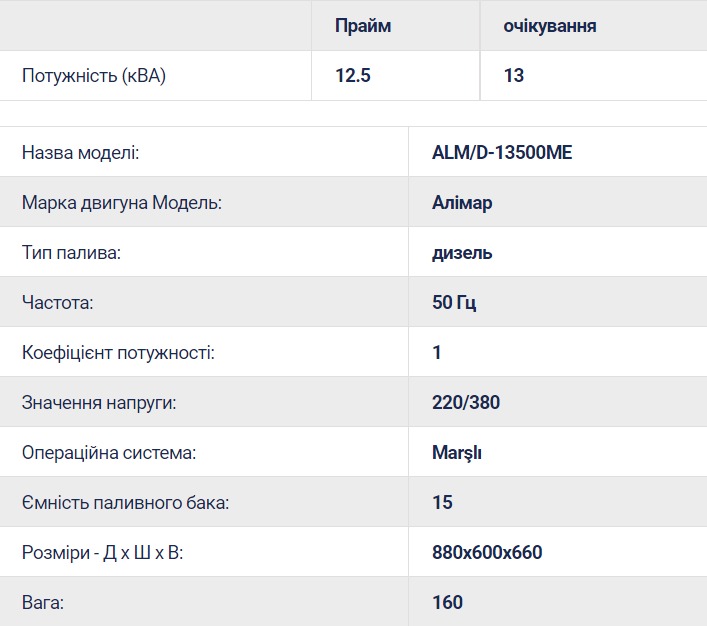 Прайм очікування
Потужність (кВА) 12.5 13
Назва моделі: ALM/D-13500ME
Марка двигуна Модель: Алімар
Тип палива: дизель
Частота: 50 Гц
Коефіцієнт потужності: 1
Значення напруги: 220/380
Операційна система: Marşlı
Ємність паливного бака: 15
Розміри - Д x Ш x В: 880x600x660
Вага: 160